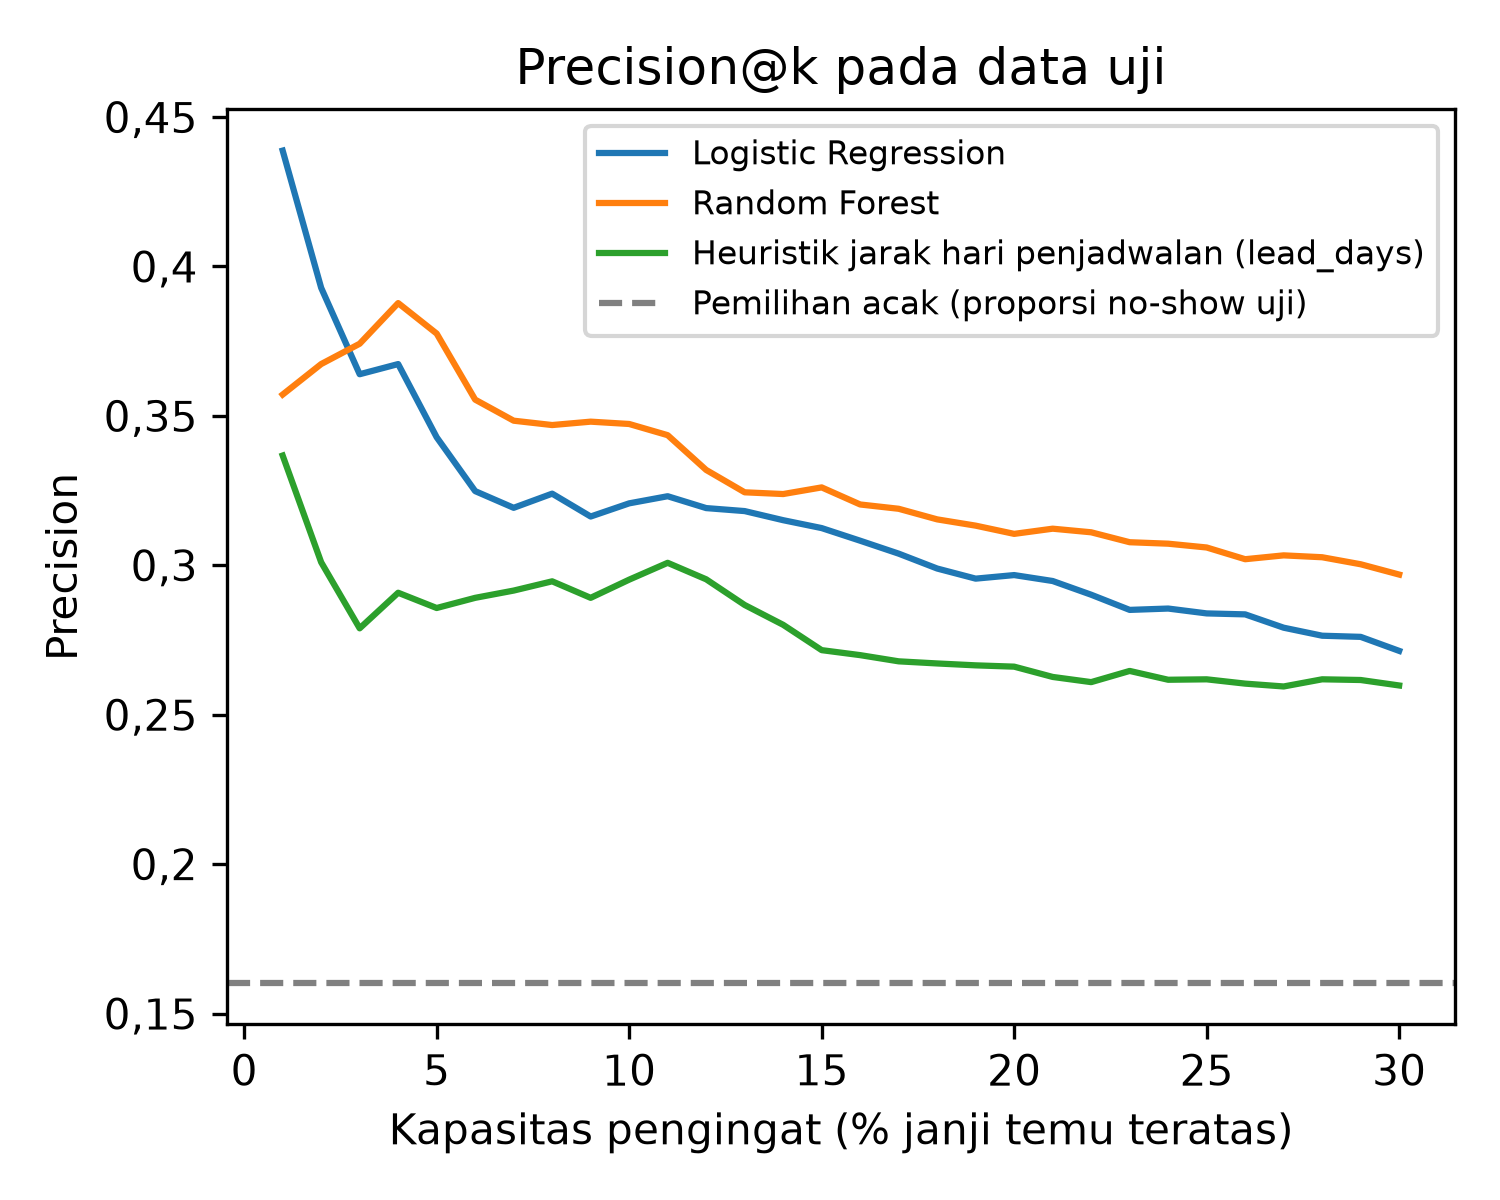 Precision@k pada data uji
0,45
0,4
0,35
0,3
0,25
0,2
0,15
Precision
Logistic Regression
Random Forest
Heuristik jarak hari penjadwalan (lead_days)
Pemilihan acak (proporsi no-show uji)
0 5 10 15 20 25 30
Kapasitas pengingat (% janji temu teratas)